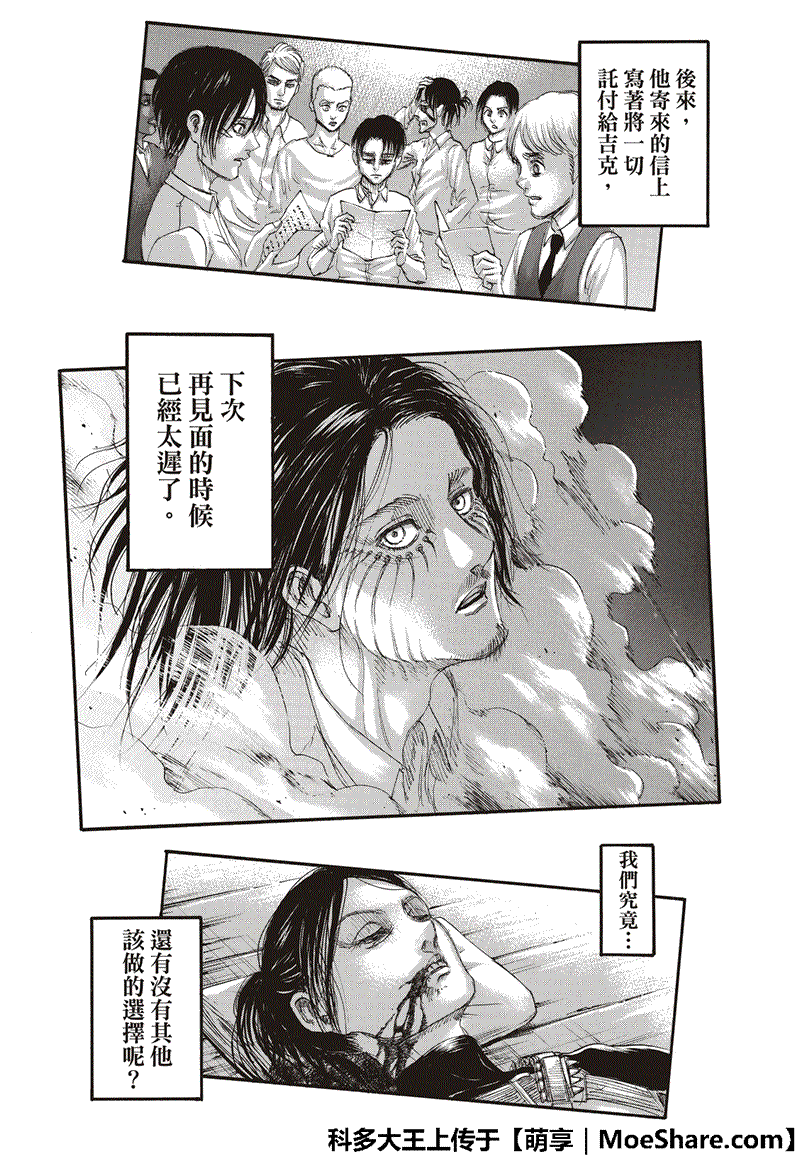 後來，
他寄來的信上
寫著將一切
託付給吉克，
下次
再見面的時候
已經太遲了。
我們究竟…
還有沒有其他
該做的選擇呢？
科多大王上传于【萌享｜MoeShare.com】